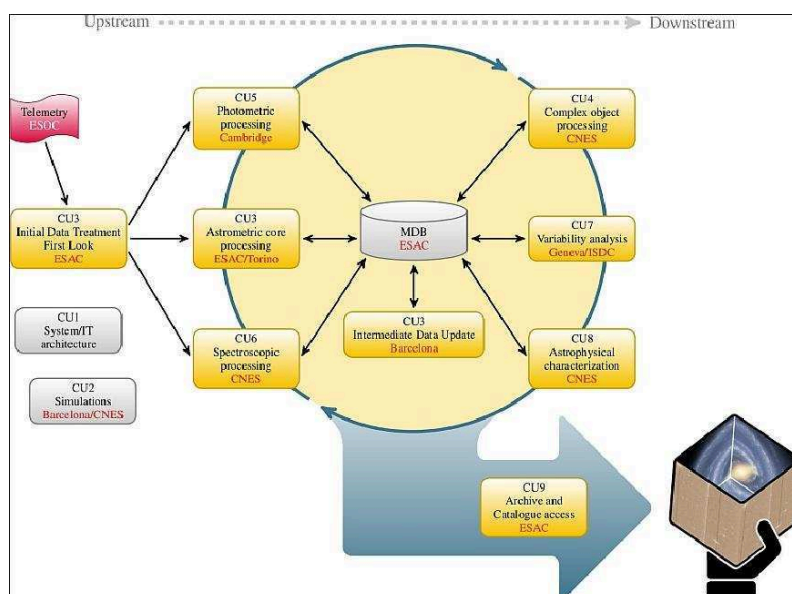 Upstream
Downstream
Telemetry
ESOC
CU5
Photometric
processing
Cambridge
CU4
Complex object
processing
CNES
CU3
Initial Data Treatment
First Look
ESAC
CU3
Astrometric core
processing
ESAC/Torino
MDB
ESAC
CU7
Variability analysis
Geneva/ISDC
CU1
System/IT
architecture
CU6
Spectroscopic
processing
CNES
CU3
Intermediate Data Update
Barcelona
CU8
Astrophysical
characterization
CNES
CU2
Simulations
Barcelona/CNES
CU9
Archive and
Catalogue access
ESAC